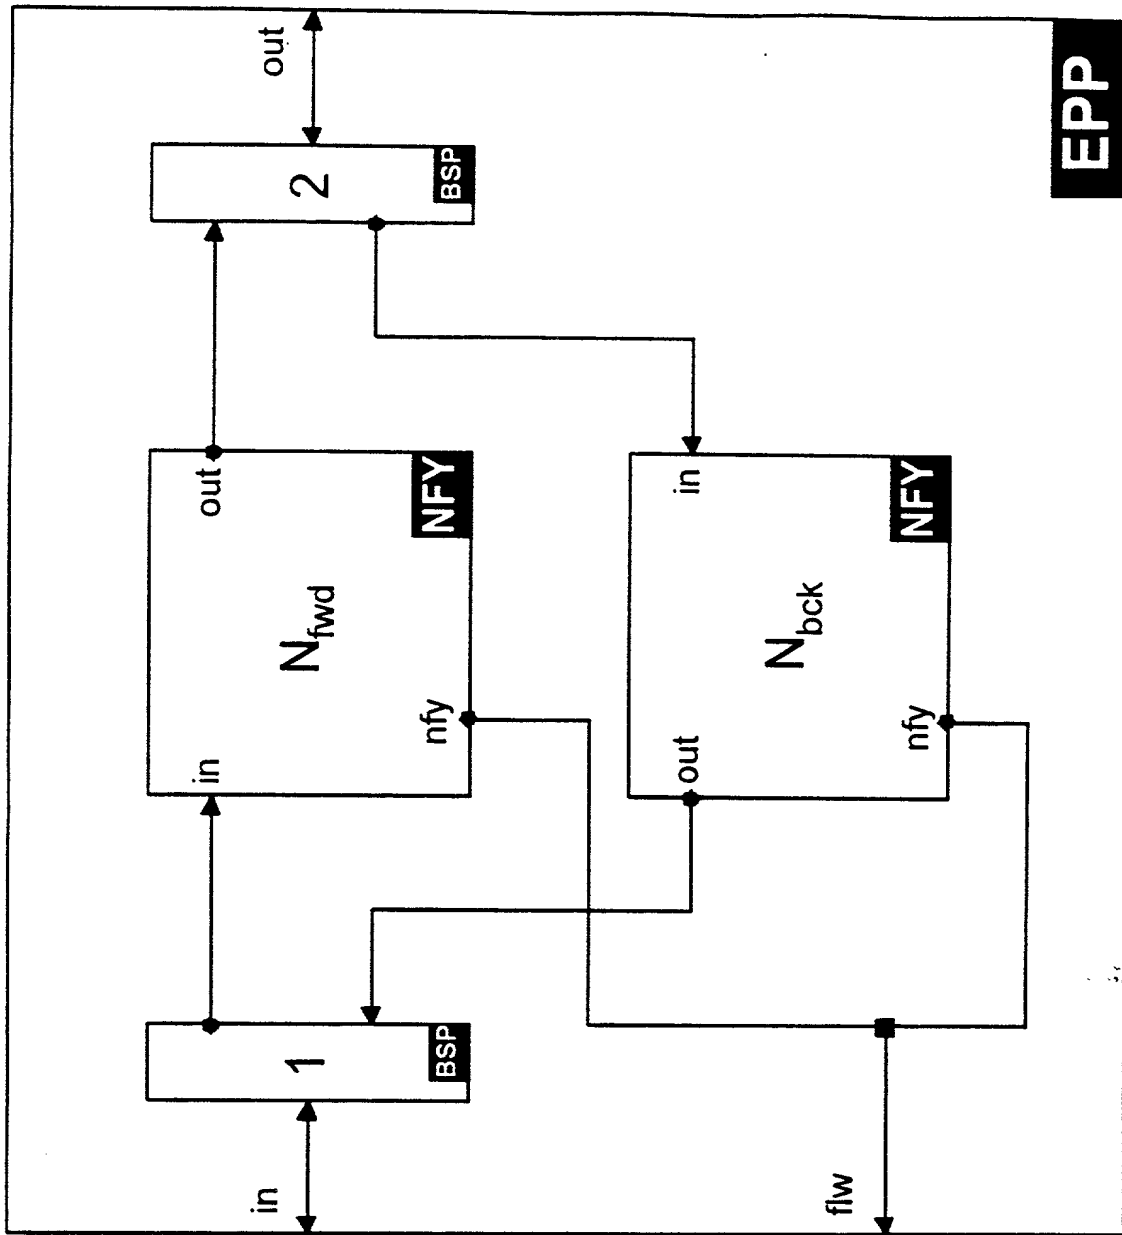 in
out
1
BSP
2
BSP
in
out
N_fwd
nfy
NFY
out
in
N_bck
nfy
NFY
flw
EPP